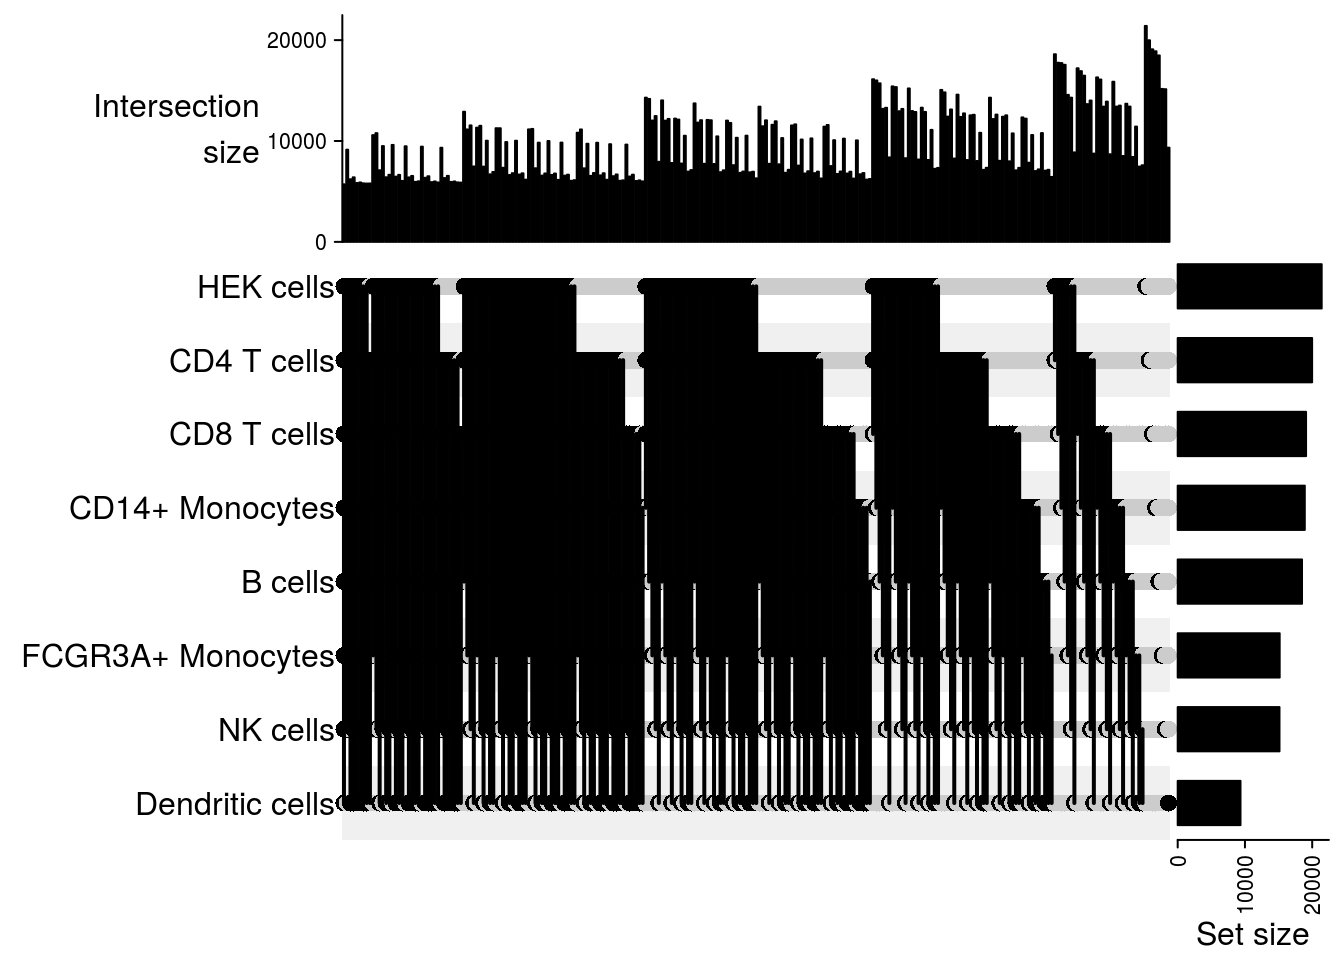 20000
Intersection
size
10000
0
HEK cells
CD4 T cells
CD8 T cells
CD14+ Monocytes
B cells
FCGR3A+ Monocytes
NK cells
Dendritic cells
0
10000
20000
Set size